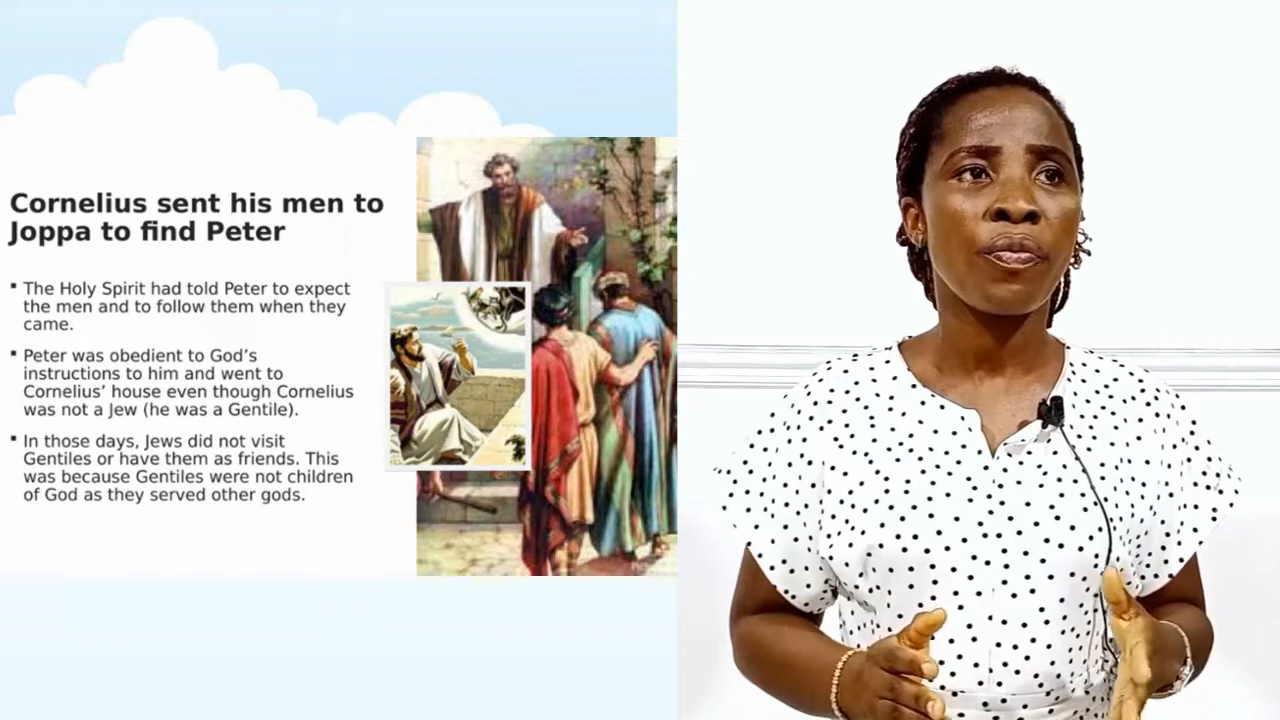 Cornelius sent his men to
Joppa to find Peter
▪ The Holy Spirit had told Peter to expect
the men and to follow them when they
came.
▪ Peter was obedient to God’s
instructions to him and went to
Cornelius’ house even though Cornelius
was not a Jew (he was a Gentile).
▪ In those days, Jews did not visit
Gentiles or have them as friends. This
was because Gentiles were not children
of God as they served other gods.